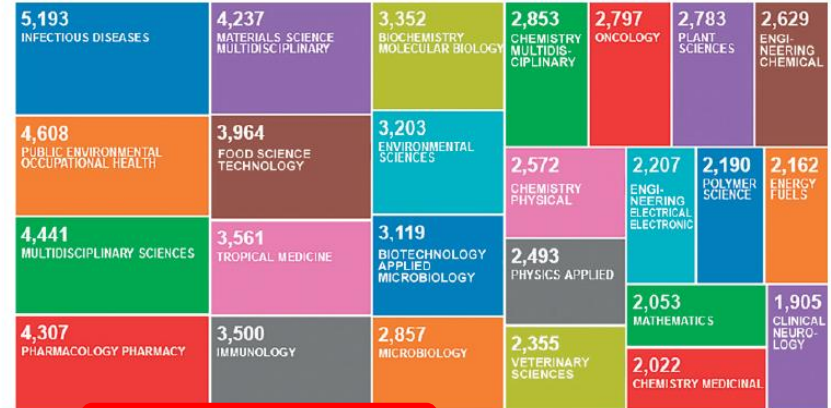 5,193
INFECTIOUS DISEASES
4,608
PUBLIC ENVIRONMENTAL
OCCUPATIONAL HEALTH
4,441
MULTIDISCIPLINARY SCIENCES
4,307
PHARMACOLOGY PHARMACY
4,237
MATERIALS SCIENCE
MULTIDISCIPLINARY
3,964
FOOD SCIENCE
TECHNOLOGY
3,561
TROPICAL MEDICINE
3,500
IMMUNOLOGY
3,352
BIOCHEMISTRY
MOLECULAR BIOLOGY
3,203
ENVIRONMENTAL
SCIENCES
3,119
BIOTECHNOLOGY
APPLIED
MICROBIOLOGY
2,857
MICROBIOLOGY
2,853
CHEMISTRY
MULTIDIS-
CIPLINARY
2,797
ONCOLOGY
2,783
PLANT
SCIENCES
2,629
ENGI-
NEERING
CHEMICAL
2,572
CHEMISTRY
PHYSICAL
2,493
PHYSICS APPLIED
2,355
VETERINARY
SCIENCES
2,207
ENGI-
NEERING
ELECTRICAL
ELECTRONIC
2,190
POLYMER
SCIENCE
2,162
ENERGY
FUELS
2,053
MATHEMATICS
2,022
CHEMISTRY MEDICINAL
1,905
CLINICAL
NEURO-
LOGY